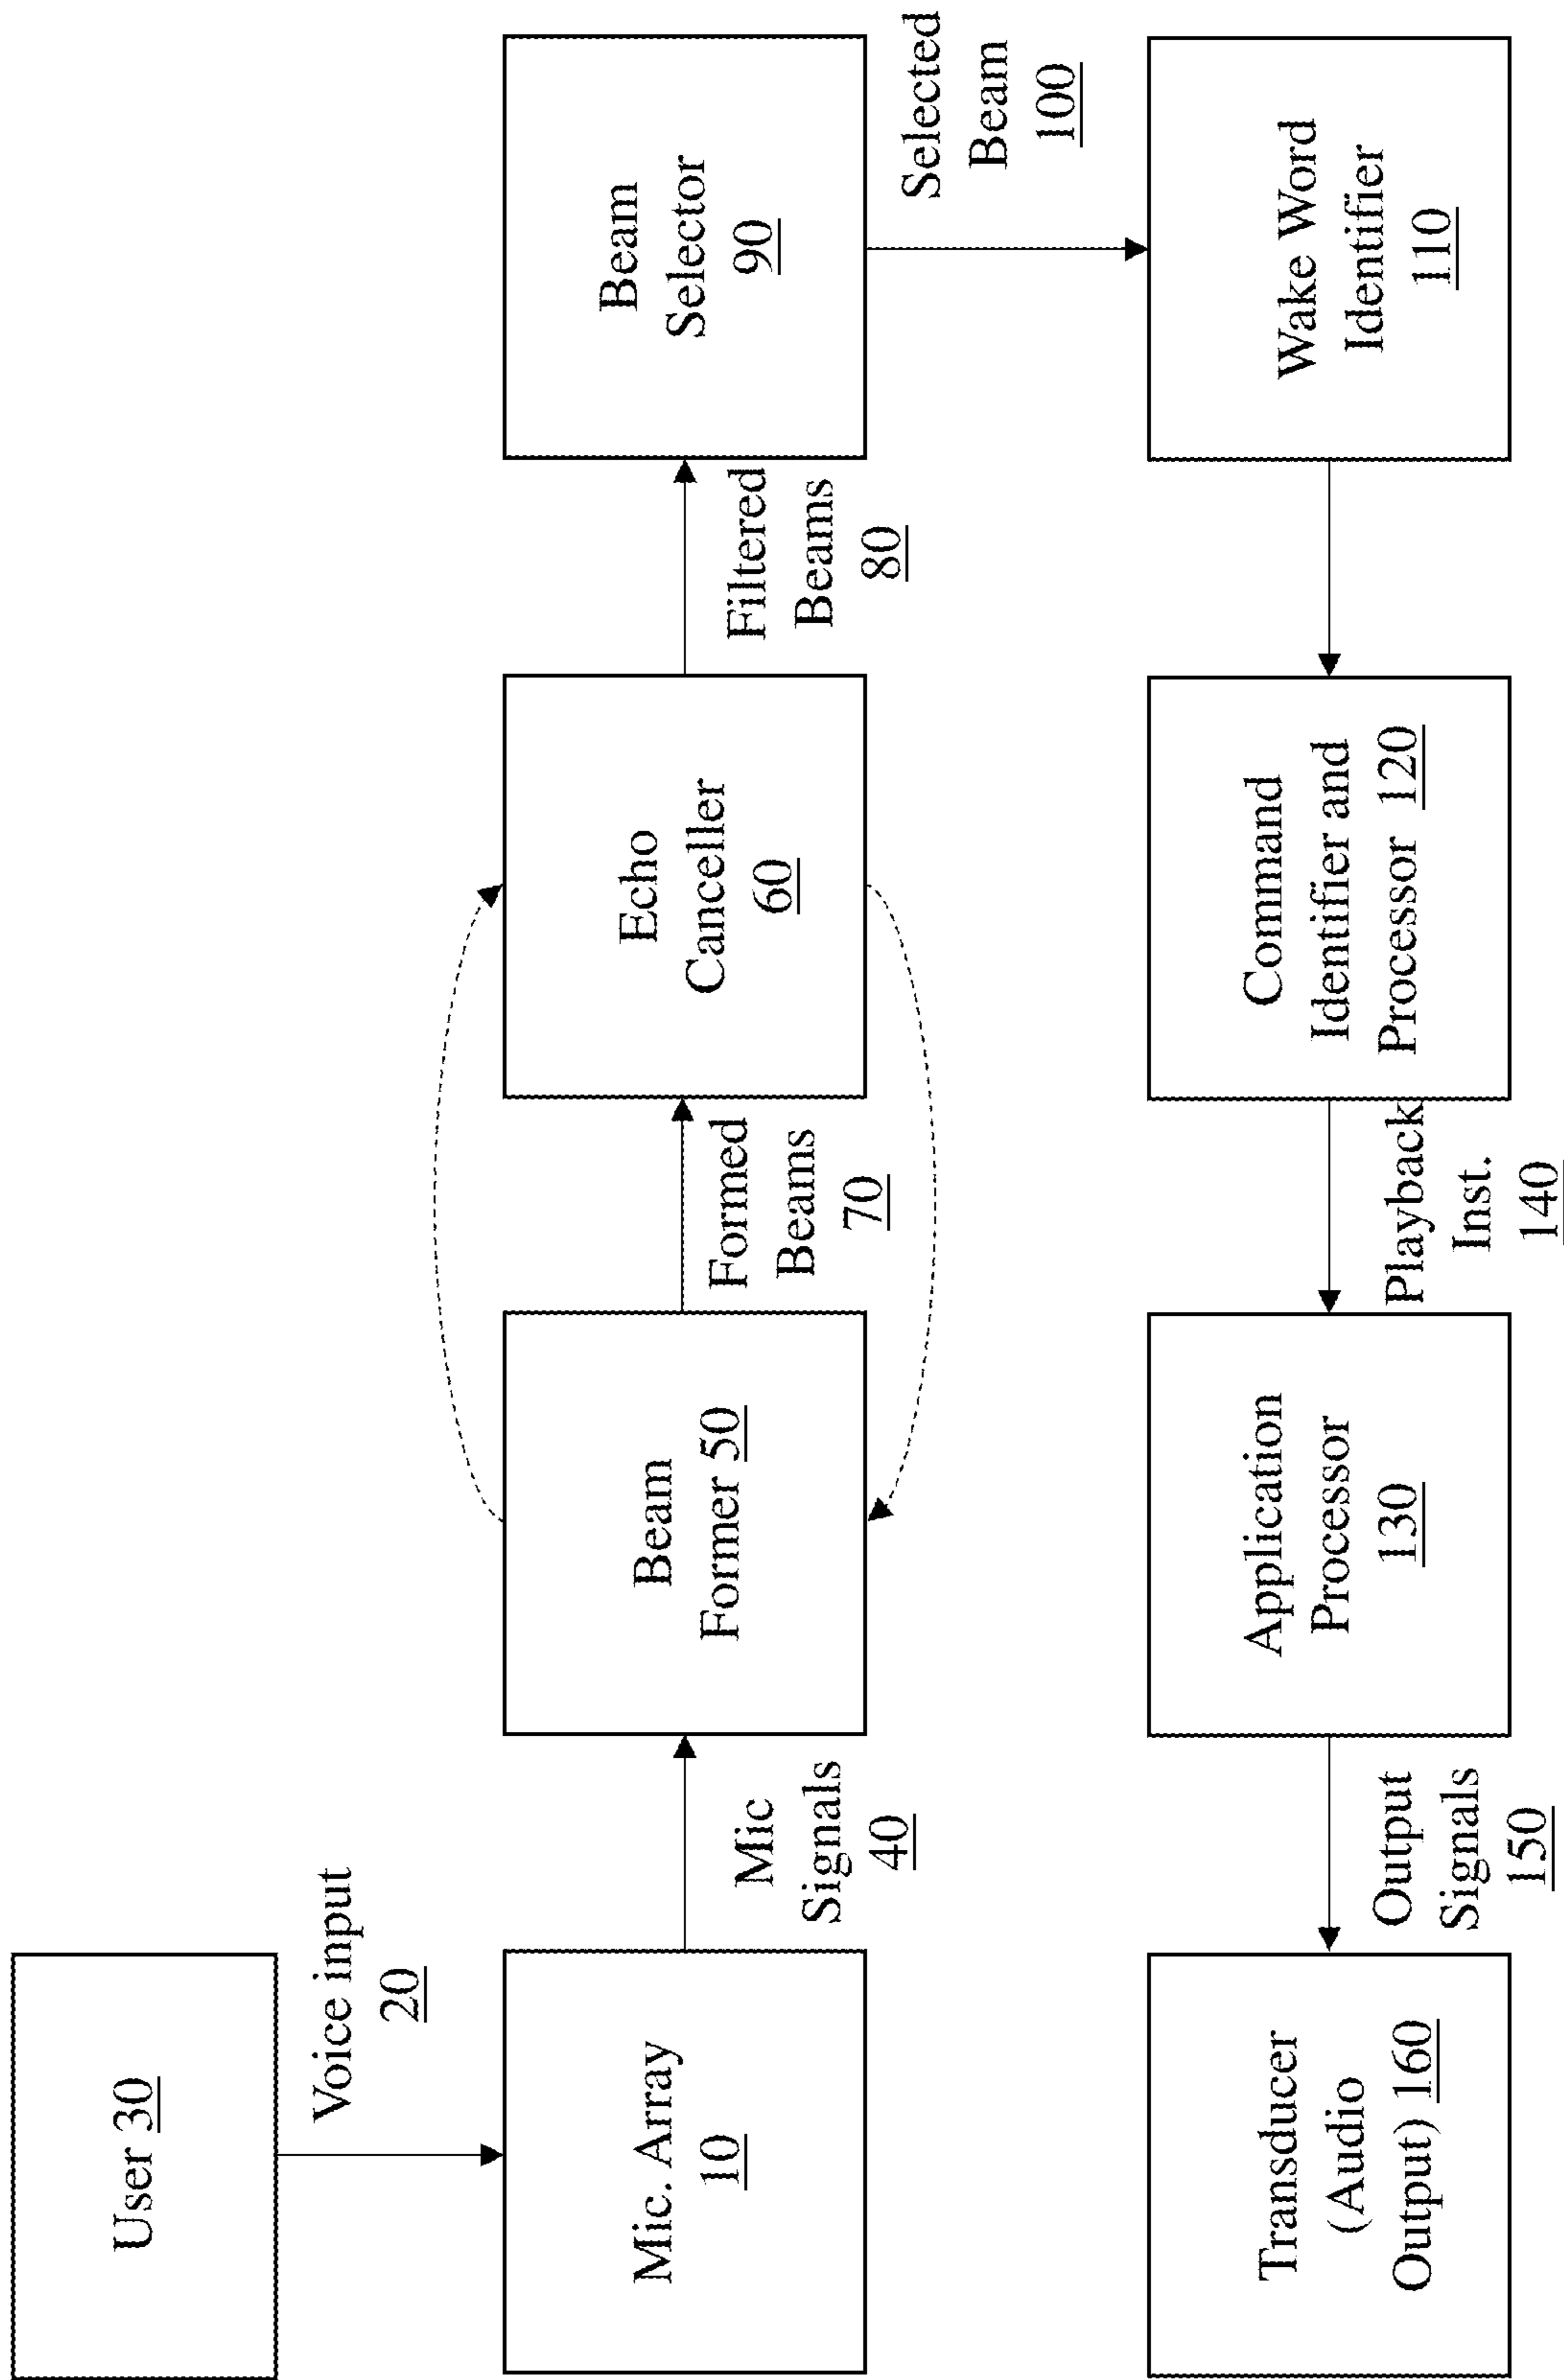 User 30
Voice input
20
Mic. Array
10
Mic
Signals
40
Beam
Former 50
Formed
Beams
70
Echo
Canceller
60
Filtered
Beams
80
Beam
Selector
90
Selected
Beam
100
Wake Word
Identifier
110
Command
Identifier and
Processor 120
Playback
Inst.
140
Application
Processor
130
Output
Signals
150
Transducer
(Audio
Output) 160